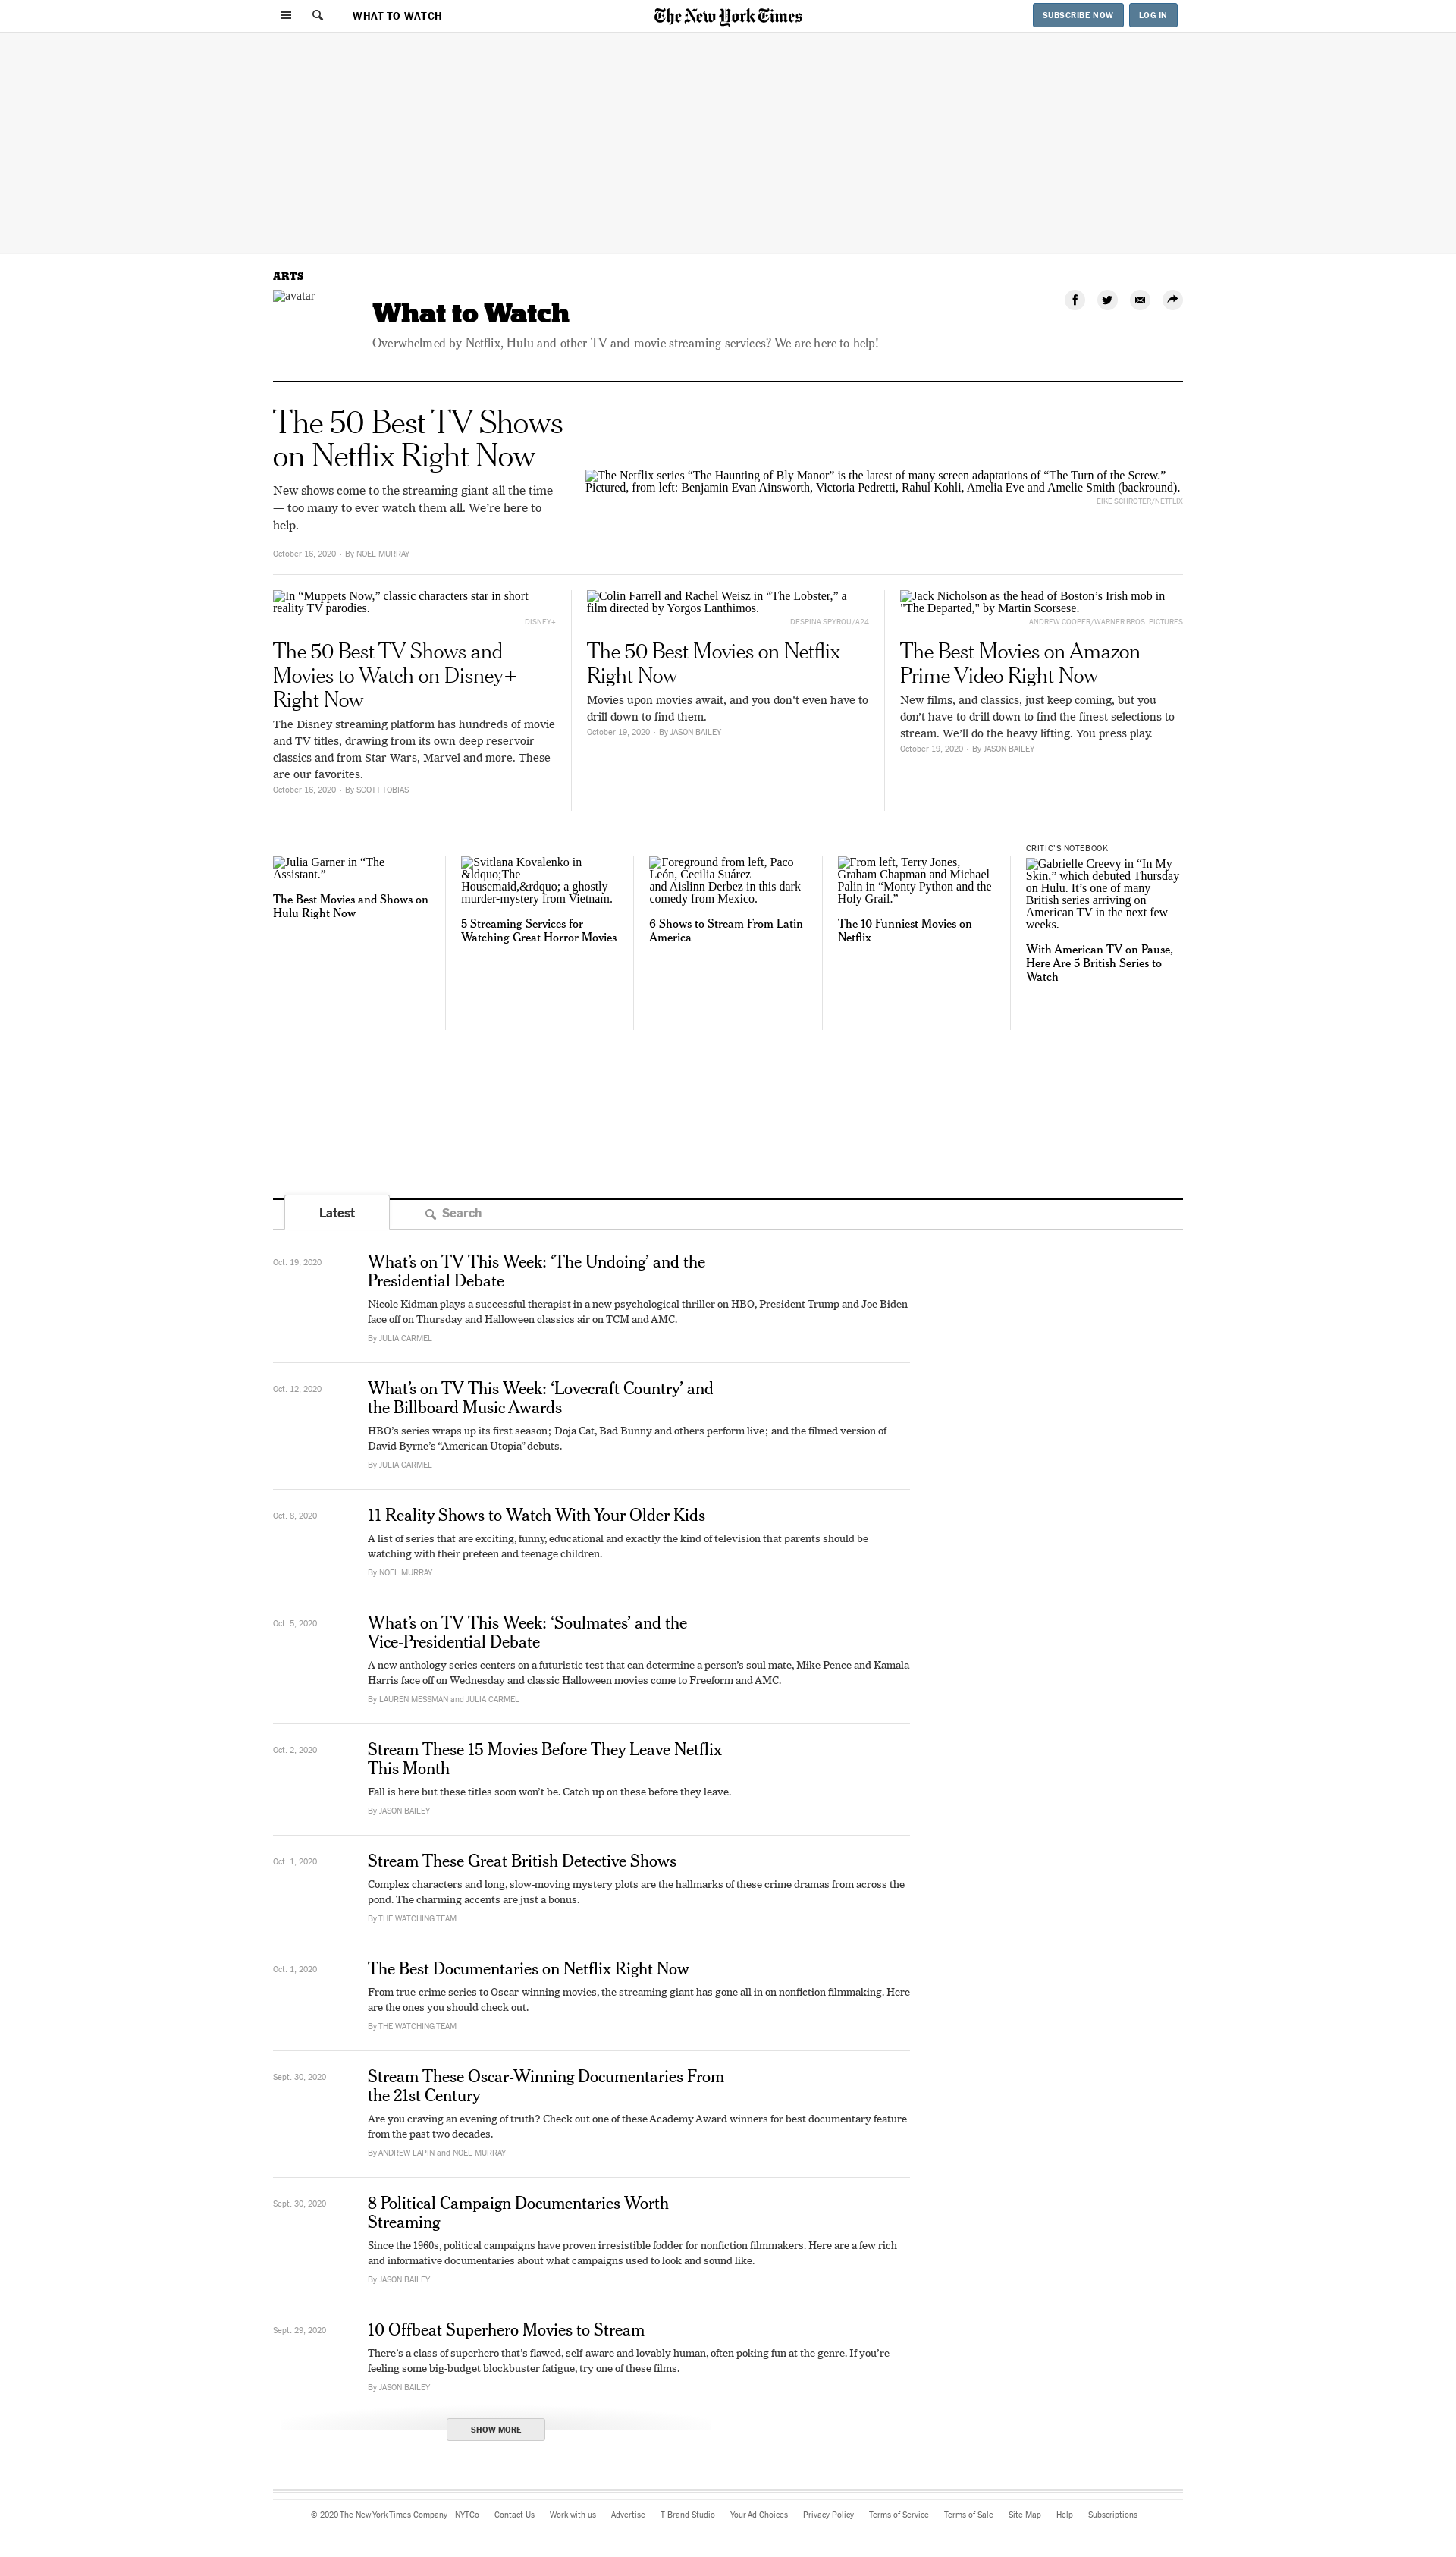 WHAT TO WATCH
The New York Times
SUBSCRIBE NOW
LOG IN
ARTS
avatar
What to Watch
Overwhelmed by Netflix, Hulu and other TV and movie streaming services? We are here to help!
The 50 Best TV Shows
on Netflix Right Now
New shows come to the streaming giant all the time
— too many to ever watch them all. We’re here to
help.
October 16, 2020 • By NOEL MURRAY
The Netflix series “The Haunting of Bly Manor” is the latest of many screen adaptations of “The Turn of the Screw.”
Pictured, from left: Benjamin Evan Ainsworth, Victoria Pedretti, Rahul Kohli, Amelia Eve and Amelie Smith (backround).
EIKE SCHROTER/NETFLIX
In “Muppets Now,” classic characters star in short
reality TV parodies.
DISNEY+
The 50 Best TV Shows and
Movies to Watch on Disney+
Right Now
The Disney streaming platform has hundreds of movie
and TV titles, drawing from its own deep reservoir
classics and from Star Wars, Marvel and more. These
are our favorites.
October 16, 2020 • By SCOTT TOBIAS
Colin Farrell and Rachel Weisz in “The Lobster,” a
film directed by Yorgos Lanthimos.
DESPINA SPYROU/A24
The 50 Best Movies on Netflix
Right Now
Movies upon movies await, and you don't even have to
drill down to find them.
October 19, 2020 • By JASON BAILEY
Jack Nicholson as the head of Boston’s Irish mob in
"The Departed," by Martin Scorsese.
ANDREW COOPER/WARNER BROS. PICTURES
The Best Movies on Amazon
Prime Video Right Now
New films, and classics, just keep coming, but you
don’t have to drill down to find the finest selections to
stream. We’ll do the heavy lifting. You press play.
October 19, 2020 • By JASON BAILEY
Julia Garner in “The
Assistant.”
The Best Movies and Shows on
Hulu Right Now
Svitlana Kovalenko in
&ldquo;The
Housemaid,&rdquo; a ghostly
murder-mystery from Vietnam.
5 Streaming Services for
Watching Great Horror Movies
Foreground from left, Paco
León, Cecilia Suárez
and Aislinn Derbez in this dark
comedy from Mexico.
6 Shows to Stream From Latin
America
From left, Terry Jones,
Graham Chapman and Michael
Palin in “Monty Python and the
Holy Grail.”
The 10 Funniest Movies on
Netflix
CRITIC’S NOTEBOOK
Gabrielle Creevy in “In My
Skin,” which debuted Thursday
on Hulu. It’s one of many
British series arriving on
American TV in the next few
weeks.
With American TV on Pause,
Here Are 5 British Series to
Watch
Latest
Search
Oct. 19, 2020
What’s on TV This Week: ‘The Undoing’ and the
Presidential Debate
Nicole Kidman plays a successful therapist in a new psychological thriller on HBO, President Trump and Joe Biden
face off on Thursday and Halloween classics air on TCM and AMC.
By JULIA CARMEL
Oct. 12, 2020
What’s on TV This Week: ‘Lovecraft Country’ and
the Billboard Music Awards
HBO’s series wraps up its first season; Doja Cat, Bad Bunny and others perform live; and the filmed version of
David Byrne’s “American Utopia” debuts.
By JULIA CARMEL
Oct. 8, 2020
11 Reality Shows to Watch With Your Older Kids
A list of series that are exciting, funny, educational and exactly the kind of television that parents should be
watching with their preteen and teenage children.
By NOEL MURRAY
Oct. 5, 2020
What’s on TV This Week: ‘Soulmates’ and the
Vice-Presidential Debate
A new anthology series centers on a futuristic test that can determine a person’s soul mate, Mike Pence and Kamala
Harris face off on Wednesday and classic Halloween movies come to Freeform and AMC.
By LAUREN MESSMAN and JULIA CARMEL
Oct. 2, 2020
Stream These 15 Movies Before They Leave Netflix
This Month
Fall is here but these titles soon won’t be. Catch up on these before they leave.
By JASON BAILEY
Oct. 1, 2020
Stream These Great British Detective Shows
Complex characters and long, slow-moving mystery plots are the hallmarks of these crime dramas from across the
pond. The charming accents are just a bonus.
By THE WATCHING TEAM
Oct. 1, 2020
The Best Documentaries on Netflix Right Now
From true-crime series to Oscar-winning movies, the streaming giant has gone all in on nonfiction filmmaking. Here
are the ones you should check out.
By THE WATCHING TEAM
Sept. 30, 2020
Stream These Oscar-Winning Documentaries From
the 21st Century
Are you craving an evening of truth? Check out one of these Academy Award winners for best documentary feature
from the past two decades.
By ANDREW LAPIN and NOEL MURRAY
Sept. 30, 2020
8 Political Campaign Documentaries Worth
Streaming
Since the 1960s, political campaigns have proven irresistible fodder for nonfiction filmmakers. Here are a few rich
and informative documentaries about what campaigns used to look and sound like.
By JASON BAILEY
Sept. 29, 2020
10 Offbeat Superhero Movies to Stream
There’s a class of superhero that’s flawed, self-aware and lovably human, often poking fun at the genre. If you’re
feeling some big-budget blockbuster fatigue, try one of these films.
By JASON BAILEY
SHOW MORE
© 2020 The New York Times Company NYTCo Contact Us Work with us Advertise T Brand Studio Your Ad Choices Privacy Policy Terms of Service Terms of Sale Site Map Help Subscriptions